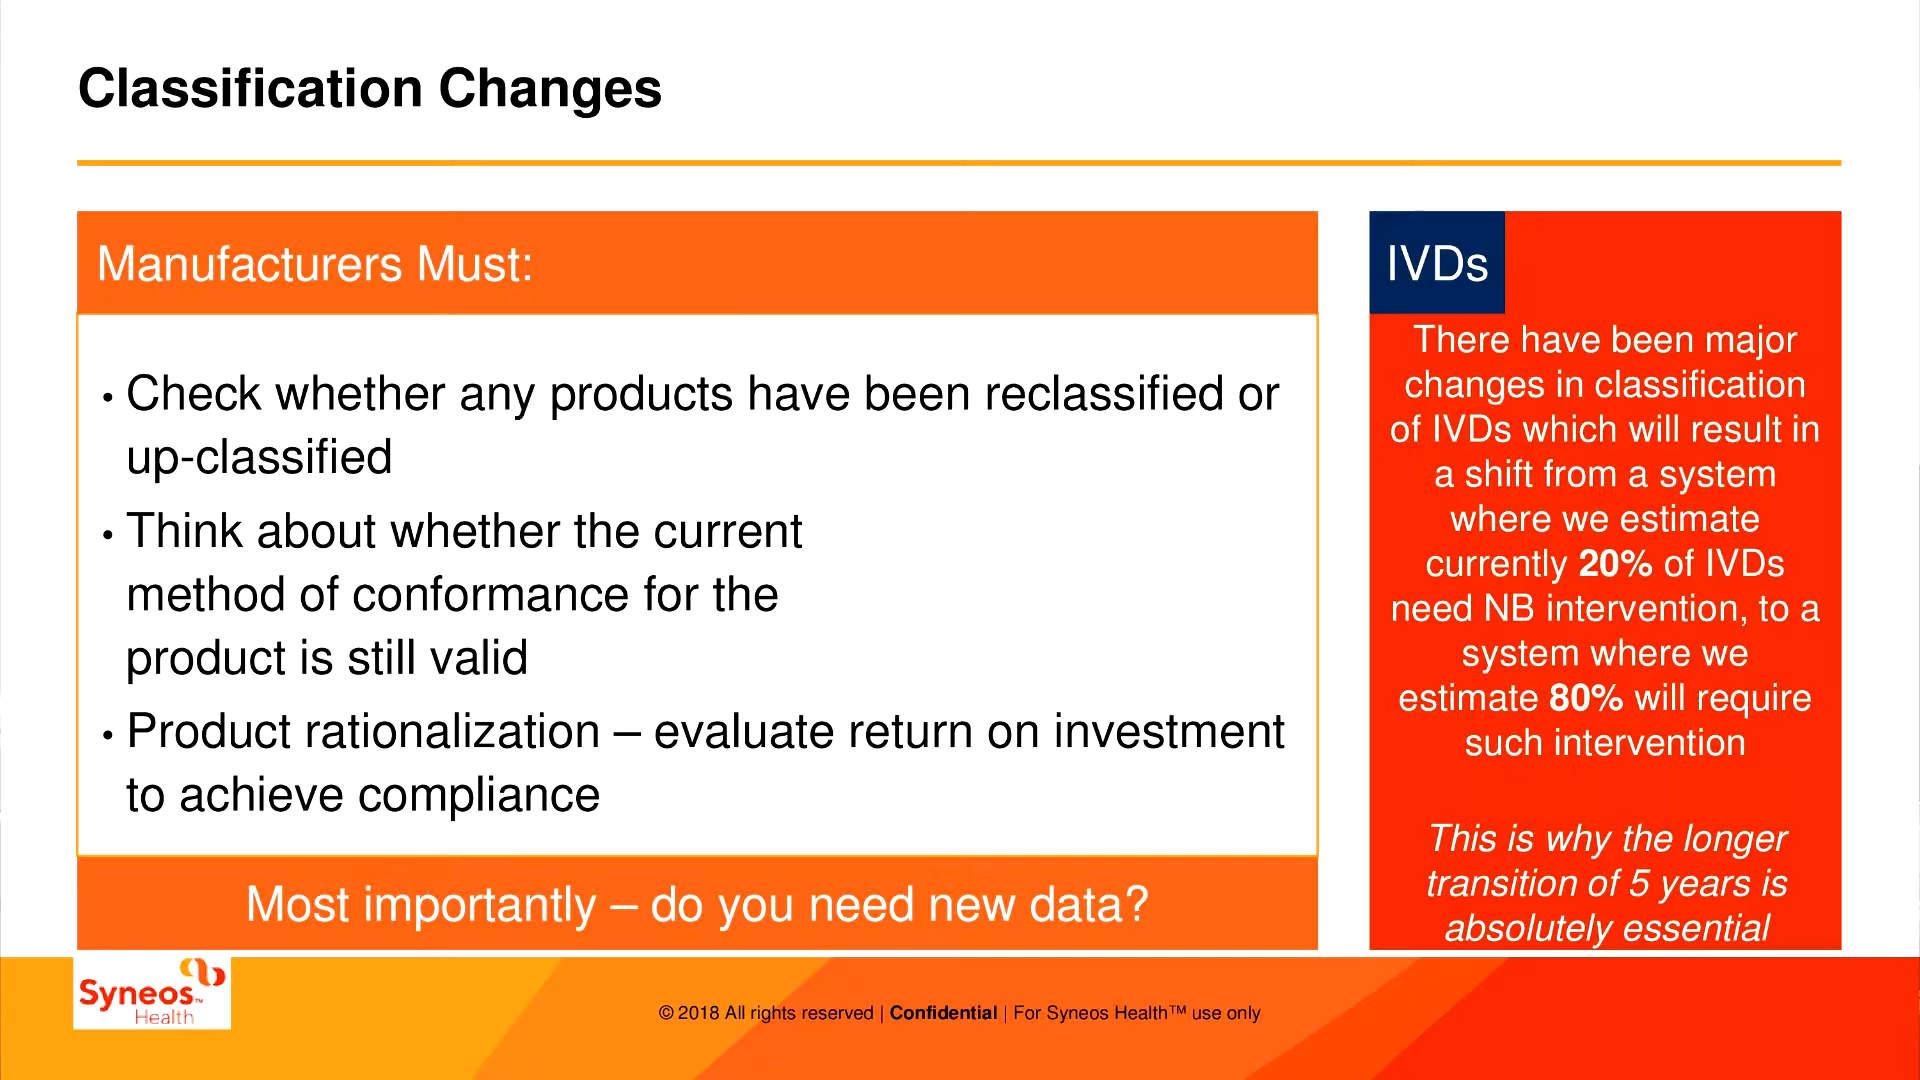 Classification Changes
Manufacturers Must:
• Check whether any products have been reclassified or
up-classified
• Think about whether the current
method of conformance for the
product is still valid
• Product rationalization – evaluate return on investment
to achieve compliance
Most importantly – do you need new data?
IVDs
There have been major
changes in classification
of IVDs which will result in
a shift from a system
where we estimate
currently 20% of IVDs
need NB intervention, to a
system where we
estimate 80% will require
such intervention
This is why the longer
transition of 5 years is
absolutely essential
Syneos™
Health
© 2018 All rights reserved | Confidential | For Syneos Health™ use only